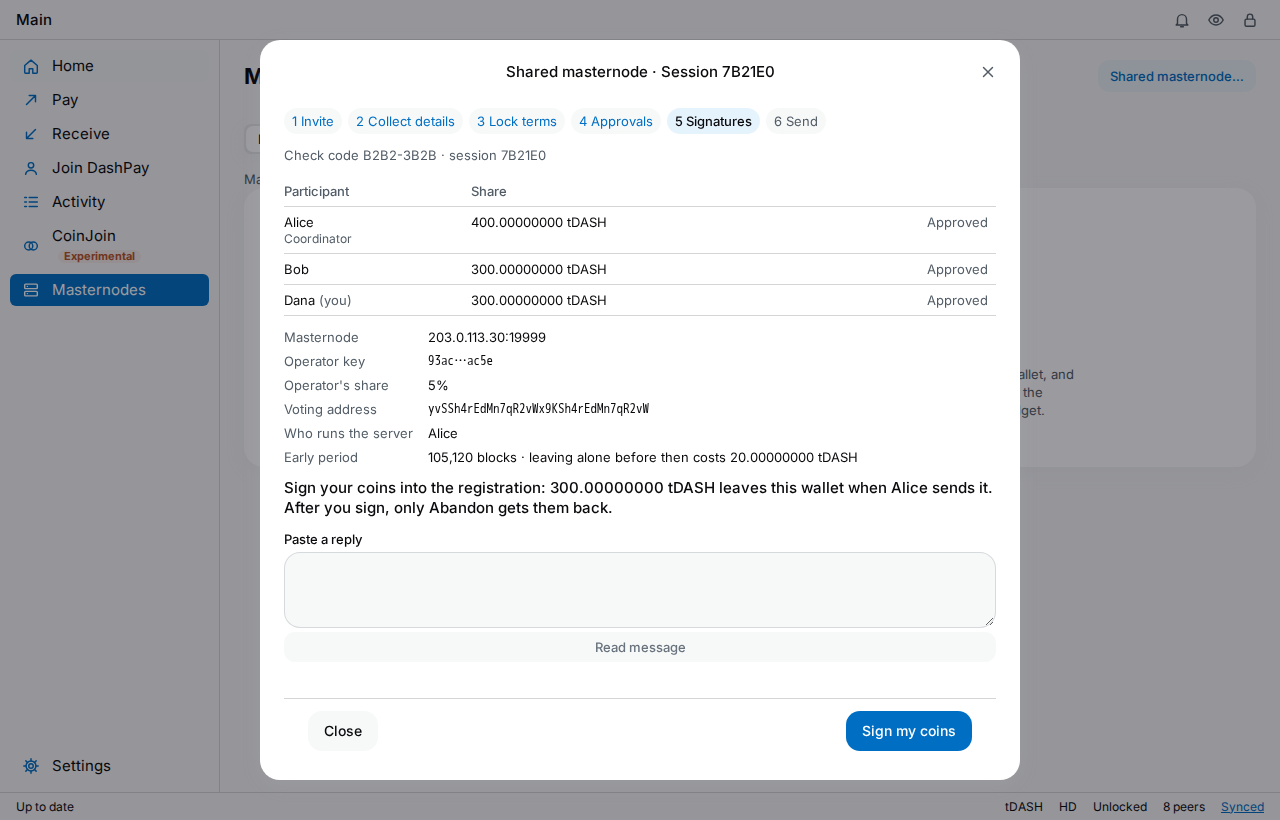 Main
Home
Pay
Receive
Join DashPay
Activity
CoinJoin
Experimental
Masternodes
Settings
Shared masternode...
Shared masternode · Session 7B21E0
1 Invite
2 Collect details
3 Lock terms
4 Approvals
5 Signatures
6 Send
Check code B2B2-3B2B · session 7B21E0
Participant Share
Alice 400.00000000 tDASH Approved
Coordinator
Bob 300.00000000 tDASH Approved
Dana (you) 300.00000000 tDASH Approved
Masternode 203.0.113.30:19999
Operator key 93ac···ac5e
Operator's share 5%
Voting address yvSSh4rEdMn7qR2vWx9KSh4rEdMn7qR2vW
Who runs the server Alice
Early period 105,120 blocks · leaving alone before then costs 20.00000000 tDASH
Sign your coins into the registration: 300.00000000 tDASH leaves this wallet when Alice sends it.
After you sign, only Abandon gets them back.
Paste a reply
Read message
Close
Sign my coins
and
the
Up to date
tDASH HD Unlocked 8 peers Synced